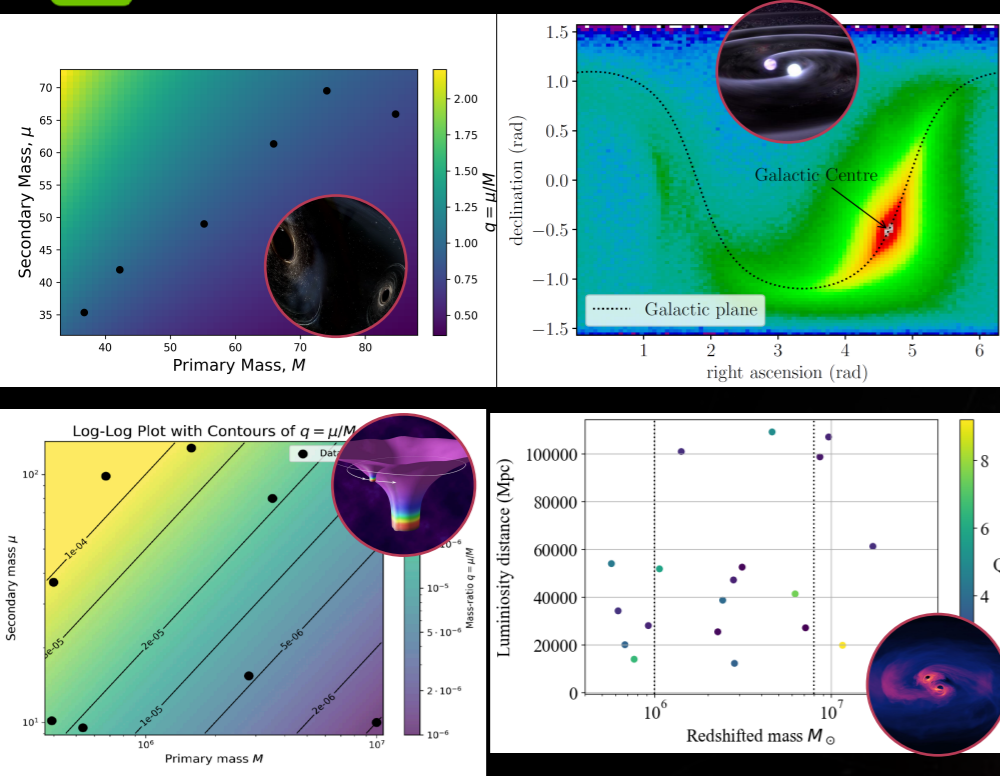 70
65
60
55
50
45
40
35
Secondary Mass, μ
40
50
60
70
80
Primary Mass, M
2.00
1.75
1.50
1.25
1.00
0.75
0.50
q = μ/M
1.5
1.0
0.5
0.0
−0.5
−1.0
−1.5
declination (rad)
Galactic Centre
Galactic plane
1
2
3
4
5
6
right ascension (rad)
Log-Log Plot with Contours of q = μ/M
10²
10¹
Secondary mass μ
1e-04
2e-05
1e-05
5e-06
2e-06
10⁶
10⁷
Primary mass M
10⁻⁵
5·10⁻⁶
2·10⁻⁶
10⁻⁶
Mass-ratio q = μ/M
100000
80000
60000
40000
20000
0
Luminiosity distance (Mpc)
10⁶
10⁷
Redshifted mass M⊙
8
6
4